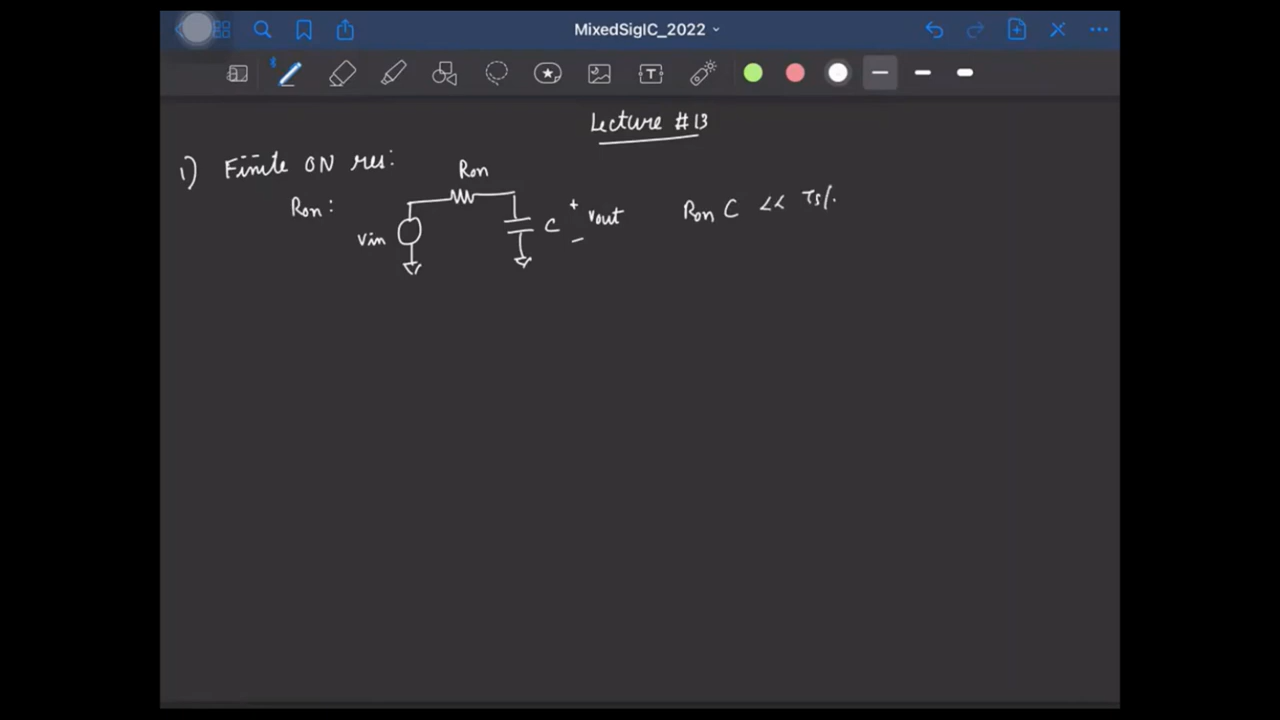 MixedSigIC_2022
Lecture #13
1) Finite ON res:
Ron:
Ron
Vin
C
+
Vout
−
Ron C << Ts/.